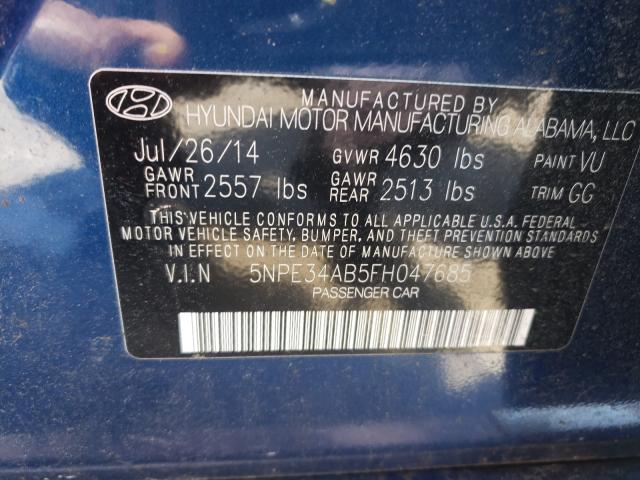 MANUFACTURED BY
HYUNDAI MOTOR MANUFACTURING ALABAMA, LLC
Jul/26/14 GVWR 4630 lbs PAINT VU
GAWR FRONT 2557 lbs GAWR REAR 2513 lbs TRIM GG
THIS VEHICLE CONFORMS TO ALL APPLICABLE U.S.A. FEDERAL
MOTOR VEHICLE SAFETY, BUMPER, AND THEFT PREVENTION STANDARDS
IN EFFECT ON THE DATE OF MANUFACTURE SHOWN ABOVE.
V.I.N 5NPE34AB5FH047685
PASSENGER CAR